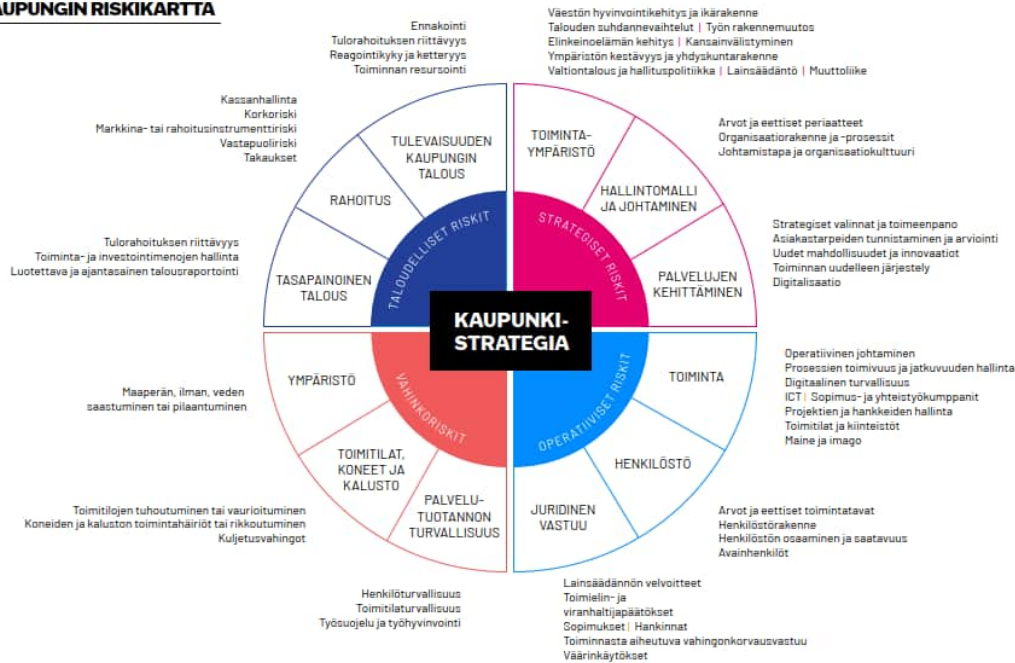 AUPUNGIN RISKIKARTTA
Ennakointi
Tulorahoituksen riittävyys
Reagointikyky ja ketteryys
Toiminnan resursointi
Väestön hyvinvointikehitys ja ikärakenne
Talouden suhdannevaihtelut | Työn rakennemuutos
Elinkeinoelämän kehitys | Kansainvälistyminen
Ympäristön kestävyys ja yhdyskuntarakenne
Valtiontalous ja hallituspolitiikka | Lainsäädäntö | Muuttoliike
Kassanhallinta
Korkoriski
Markkina- tai rahoitusinstrumenttiriski
Vastapuoliriski
Takaukset
Arvot ja eettiset periaatteet
Organisaatiorakenne ja -prosessit
Johtamistapa ja organisaatiokulttuuri
Tulorahoituksen riittävyys
Toiminta- ja investointimenojen hallinta
Luotettava ja ajantasainen talousraportointi
Strategiset valinnat ja toimeenpano
Asiakastarpeiden tunnistaminen ja arviointi
Uudet mahdollisuudet ja innovaatiot
Toiminnan uudelleen järjestely
Digitalisaatio
TULEVAISUUDEN
KAUPUNGIN
TALOUS
RAHOITUS
TASAPAINOINEN
TALOUS
TALOUDELLISET RISKIT
TOIMINTA-
YMPÄRISTÖ
HALLINTOMALLI
JA JOHTAMINEN
PALVELUJEN
KEHITTÄMINEN
STRATEGISET RISKIT
KAUPUNKI-
STRATEGIA
YMPÄRISTÖ
TOIMITILAT,
KONEET JA
KALUSTO
PALVELU-
TUOTANNON
TURVALLISUUS
VAHINKORISKIT
TOIMINTA
HENKILÖSTÖ
JURIDINEN
VASTUU
OPERATIIVISET RISKIT
Maaperän, ilman, veden
saastuminen tai pilaantuminen
Operatiivinen johtaminen
Prosessien toimivuus ja jatkuvuuden hallinta
Digitaalinen turvallisuus
ICT | Sopimus- ja yhteistyökumppanit
Projektien ja hankkeiden hallinta
Toimitilat ja kiinteistöt
Maine ja imago
Toimitilojen tuhoutuminen tai vaurioituminen
Koneiden ja kaluston toimintahäiriöt tai rikkoutuminen
Kuljetusvahingot
Arvot ja eettiset toimintatavat
Henkilöstörakenne
Henkilöstön osaaminen ja saatavuus
Avainhenkilöt
Henkilöturvallisuus
Toimitilaturvallisuus
Työsuojelu ja työhyvinvointi
Lainsäädännön velvoitteet
Toimielin- ja
viranhaltijapäätökset
Sopimukset | Hankinnat
Toiminnasta aiheutuva vahingonkorvausvastuu
Väärinkäytökset